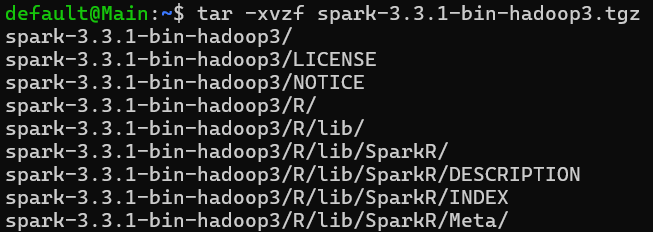 default@Main:~$ tar -xvzf spark-3.3.1-bin-hadoop3.tgz
spark-3.3.1-bin-hadoop3/
spark-3.3.1-bin-hadoop3/LICENSE
spark-3.3.1-bin-hadoop3/NOTICE
spark-3.3.1-bin-hadoop3/R/
spark-3.3.1-bin-hadoop3/R/lib/
spark-3.3.1-bin-hadoop3/R/lib/SparkR/
spark-3.3.1-bin-hadoop3/R/lib/SparkR/DESCRIPTION
spark-3.3.1-bin-hadoop3/R/lib/SparkR/INDEX
spark-3.3.1-bin-hadoop3/R/lib/SparkR/Meta/